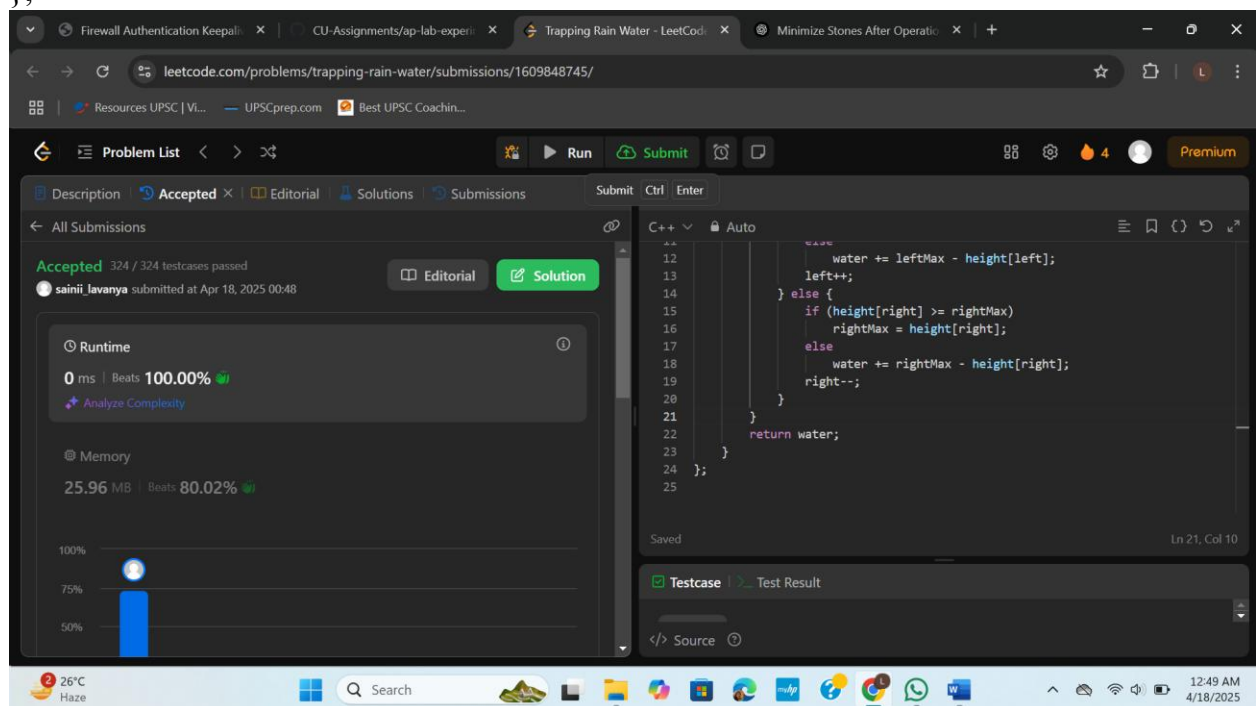 Firewall Authentication Keepali
CU-Assignments/ap-lab-experi
Trapping Rain Water - LeetCod
Minimize Stones After Operatio
leetcode.com/problems/trapping-rain-water/submissions/1609848745/
L
Resources UPSC | Vi...
UPSCprep.com
Best UPSC Coachin...
Problem List
Run
Submit
4
Premium
Description
Accepted
Editorial
Solutions
Submissions
Submit Ctrl Enter
All Submissions
C++
Auto
Accepted 324 / 324 testcases passed
sainii_lavanya submitted at Apr 18, 2025 00:48
Editorial
Solution
Runtime
0 ms | Beats 100.00%
Analyze Complexity
Memory
25.96 MB | Beats 80.02%
100%
75%
50%
11 else
12 water += leftMax - height[left];
13 left++;
14 } else {
15 if (height[right] >= rightMax)
16 rightMax = height[right];
17 else
18 water += rightMax - height[right];
19 right--;
20 }
21 }
22 return water;
23 }
24 };
25
Saved
Ln 21, Col 10
Testcase
Test Result
</> Source
2
26°C
Haze
Search
12:49 AM
4/18/2025